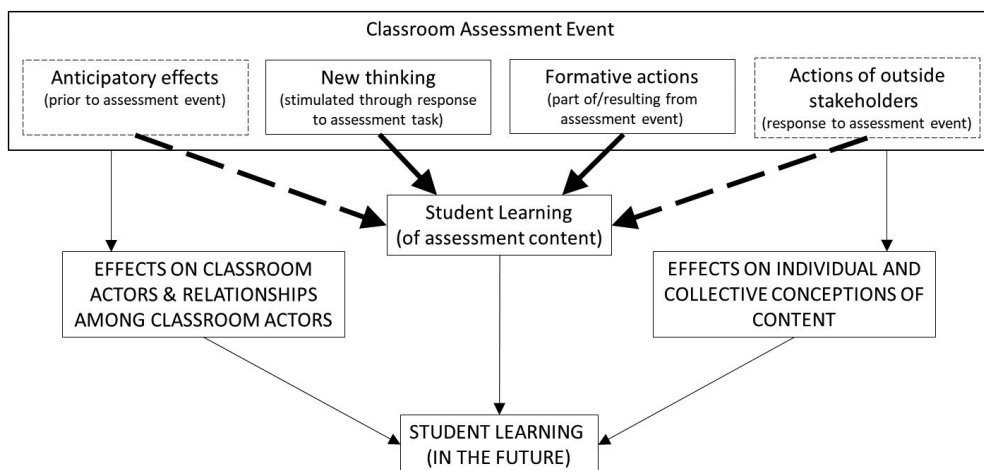 Classroom Assessment Event
Anticipatory effects
(prior to assessment event)
New thinking
(stimulated through response
to assessment task)
Formative actions
(part of/resulting from
assessment event)
Actions of outside
stakeholders
(response to assessment event)
Student Learning
(of assessment content)
EFFECTS ON CLASSROOM
ACTORS & RELATIONSHIPS
AMONG CLASSROOM ACTORS
EFFECTS ON INDIVIDUAL AND
COLLECTIVE CONCEPTIONS OF
CONTENT
STUDENT LEARNING
(IN THE FUTURE)